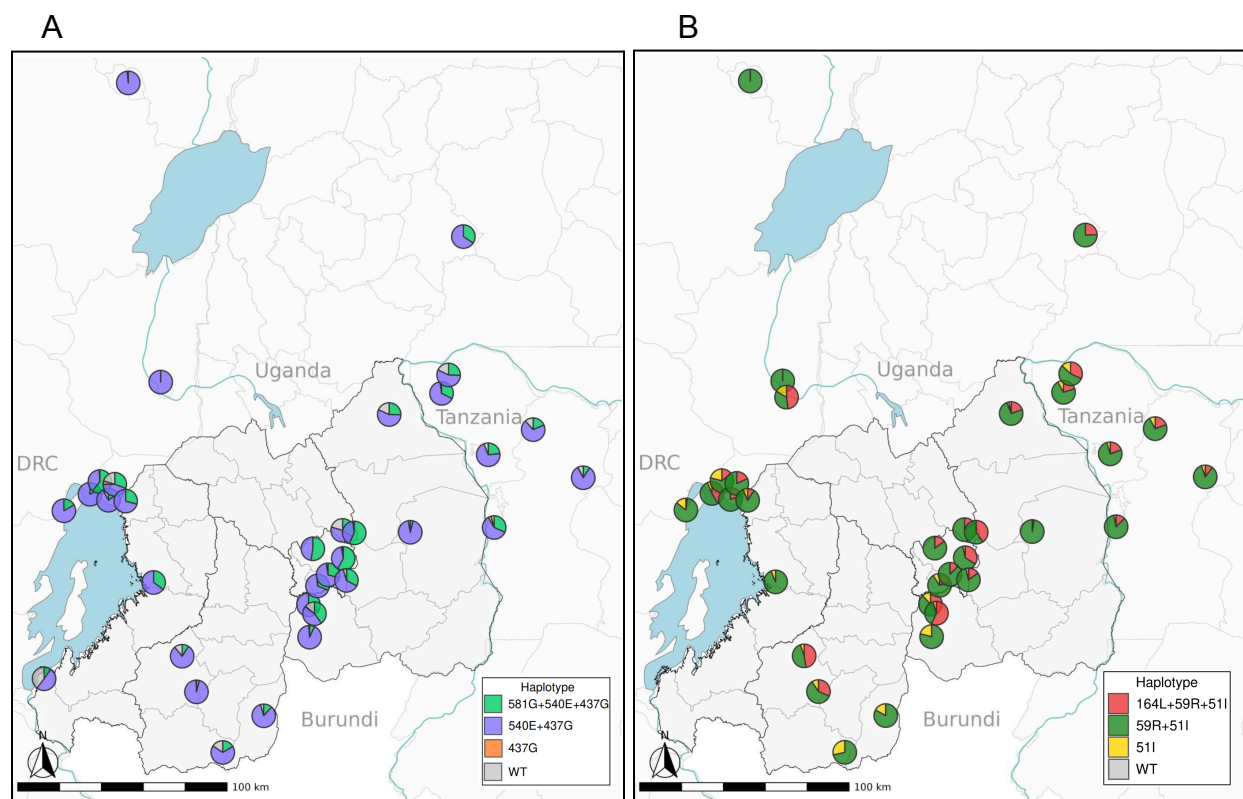 A
B
Uganda
Tanzania
DRC
Burundi
Haplotype
581G+540E+437G
540E+437G
437G
WT
N
100 km
Uganda
Tanzania
DRC
Burundi
Haplotype
164L+59R+51I
59R+51I
51I
WT
N
100 km